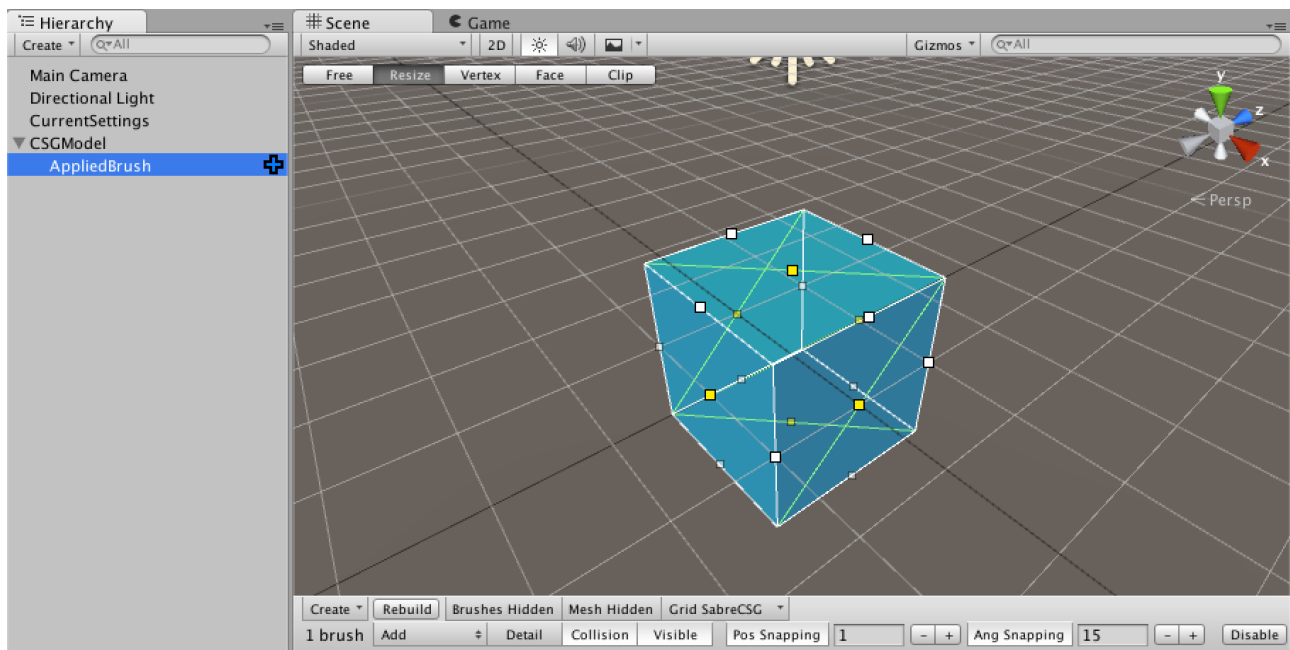 Hierarchy
Create All
Main Camera
Directional Light
CurrentSettings
CSGModel
AppliedBrush
Scene Game
Shaded 2D Gizmos All
Free Resize Vertex Face Clip
y
z
x
Persp
Create Rebuild Brushes Hidden Mesh Hidden Grid SabreCSG
1 brush Add Detail Collision Visible Pos Snapping 1 - + Ang Snapping 15 - + Disable